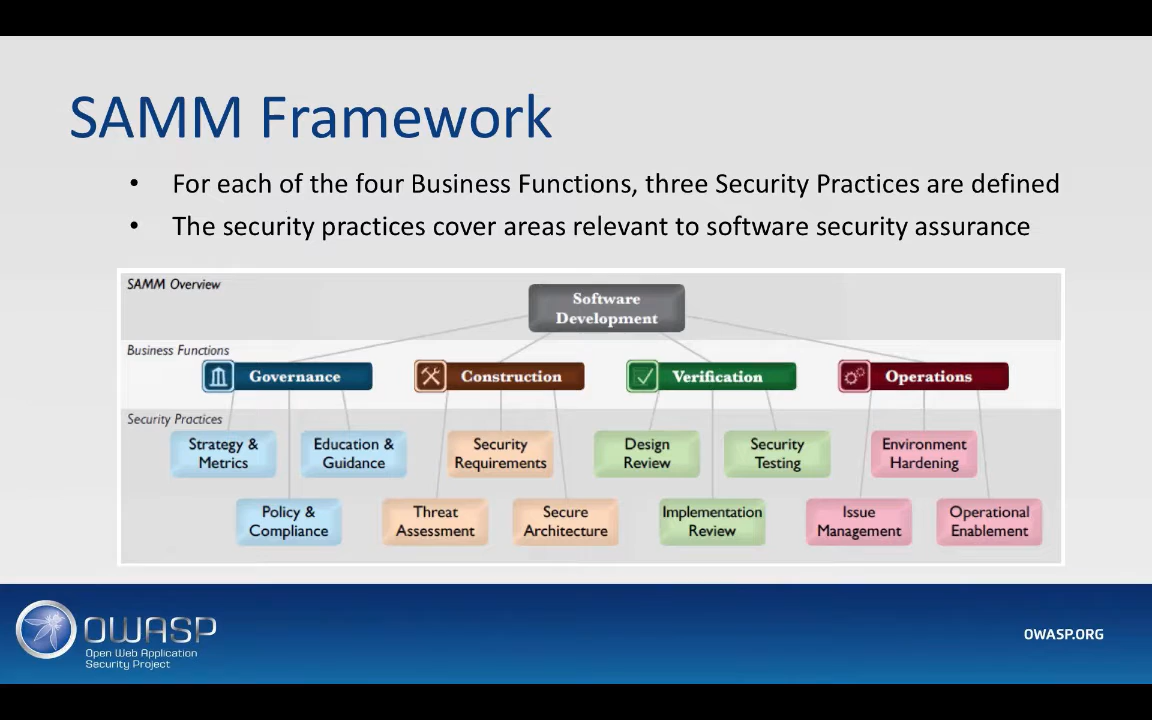 SAMM Framework
• For each of the four Business Functions, three Security Practices are defined
• The security practices cover areas relevant to software security assurance
SAMM Overview
Software
Development
Business Functions
Governance
Construction
Verification
Operations
Security Practices
Strategy &
Metrics
Education &
Guidance
Security
Requirements
Design
Review
Security
Testing
Environment
Hardening
Policy &
Compliance
Threat
Assessment
Secure
Architecture
Implementation
Review
Issue
Management
Operational
Enablement
OWASP
Open Web Application
Security Project
OWASP.ORG